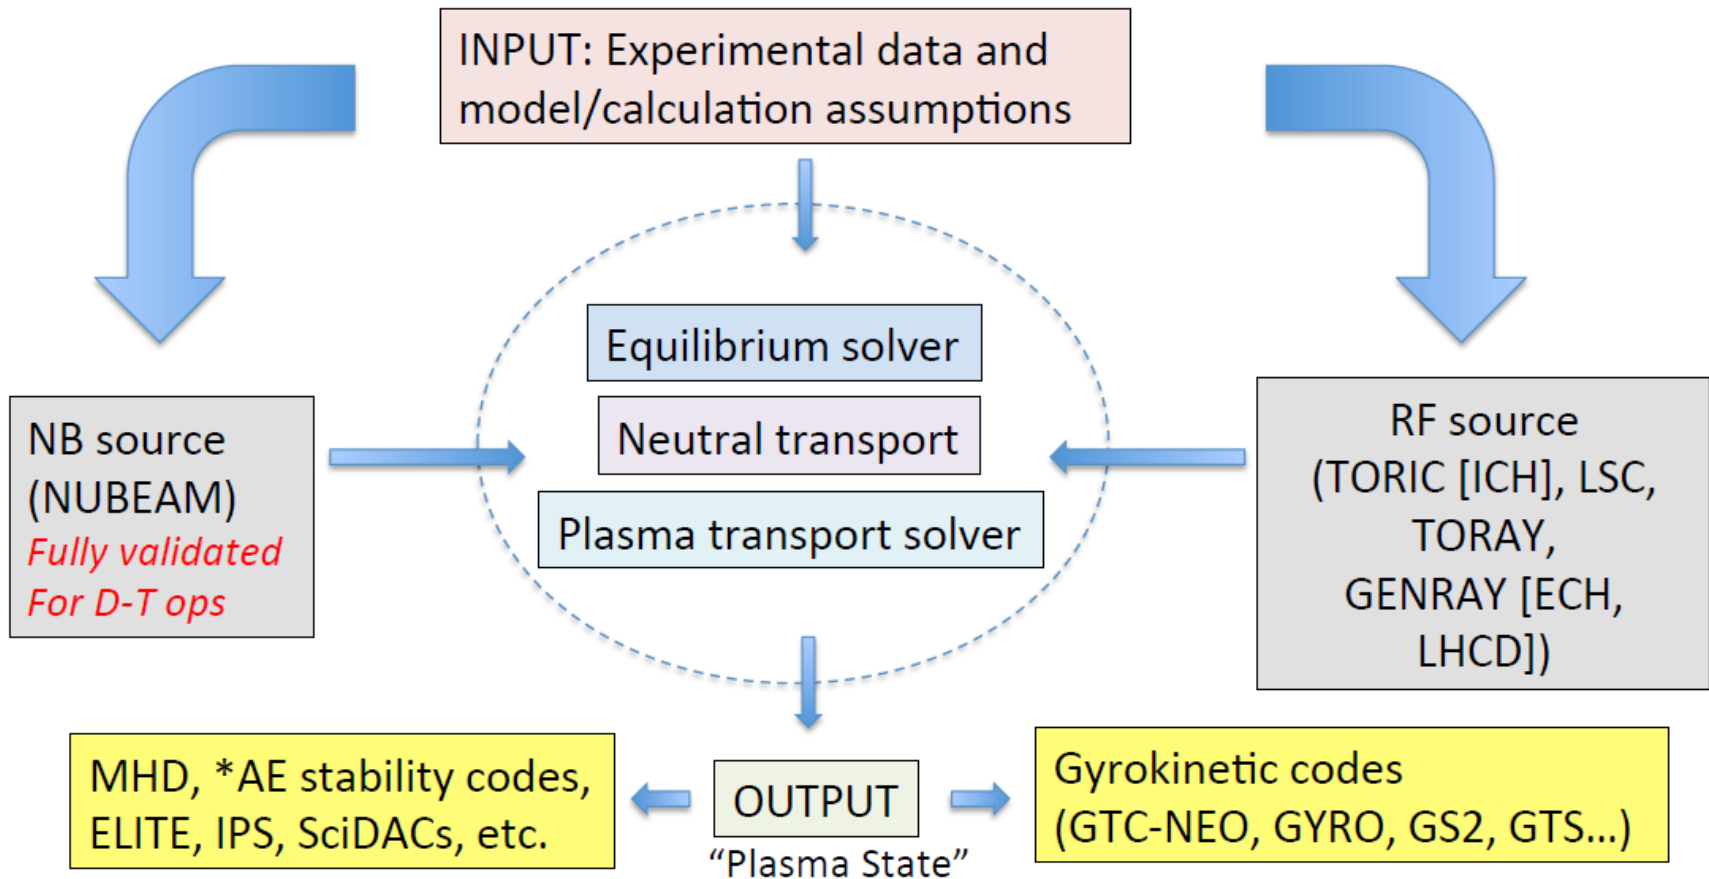 INPUT: Experimental data and
model/calculation assumptions
Equilibrium solver
Neutral transport
Plasma transport solver
NB source
(NUBEAM)
Fully validated
For D-T ops
RF source
(TORIC [ICH], LSC,
TORAY,
GENRAY [ECH,
LHCD])
MHD, *AE stability codes,
ELITE, IPS, SciDACs, etc.
OUTPUT
“Plasma State”
Gyrokinetic codes
(GTC-NEO, GYRO, GS2, GTS...)